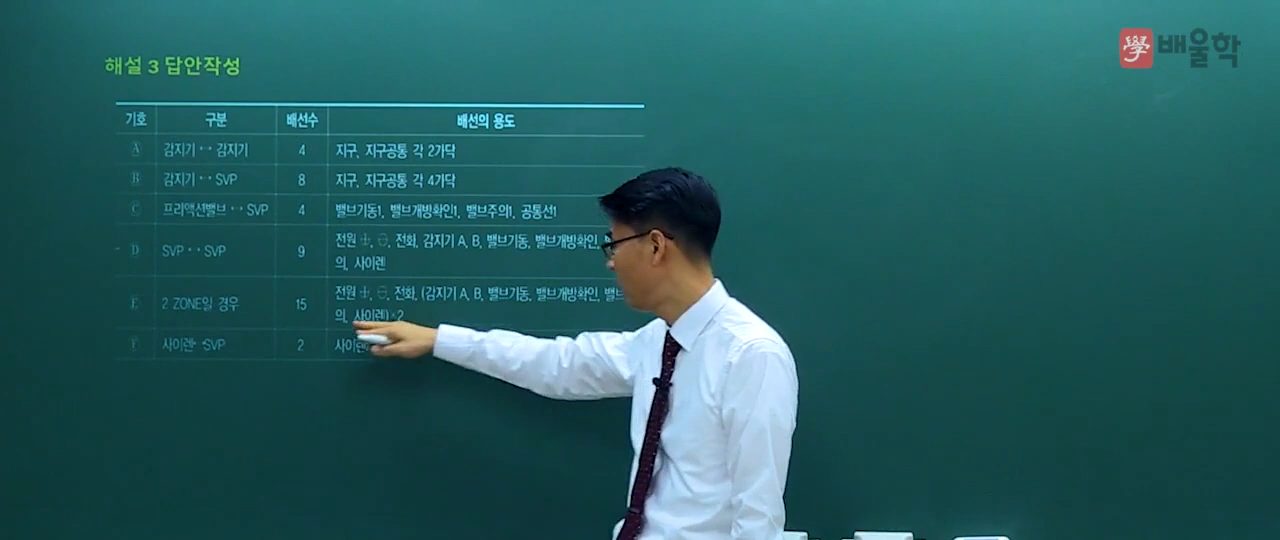 學 배울학
해설 3 답안작성
기호 구분 배선수 배선의 용도
Ⓐ 감지기 ↔ 감지기 4 지구, 지구공통 각 2가닥
Ⓑ 감지기 ↔ SVP 8 지구, 지구공통 각 4가닥
Ⓒ 프리액션밸브 ↔ SVP 4 밸브기동1, 밸브개방확인1, 밸브주의1, 공통선1
Ⓓ SVP ↔ SVP 9 전원 ⊕, ⊖, 전화, 감지기 A, B, 밸브기동, 밸브개방확인,
의, 사이렌
Ⓔ 2 ZONE일 경우 15 전원 ⊕, ⊖, 전화, (감지기 A, B, 밸브기동, 밸브개방확인,
의, 사이렌)×2
Ⓕ 사이렌 ↔ SVP 2